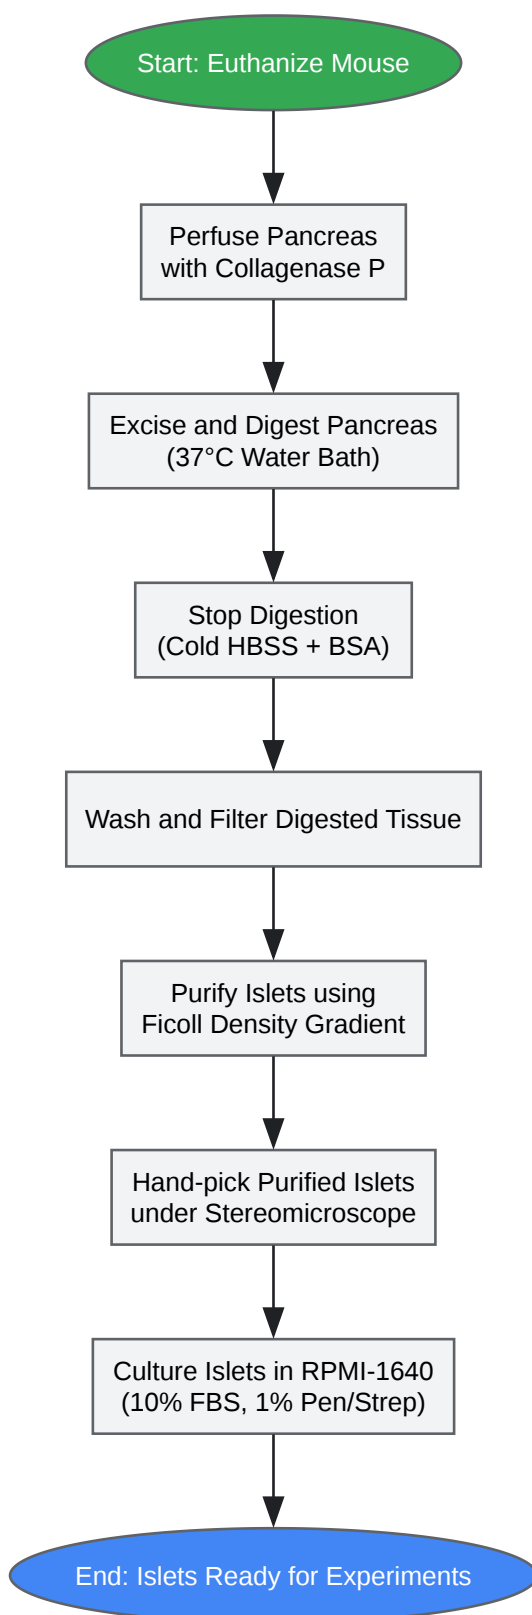 Start: Euthanize Mouse
Perfuse Pancreas
with Collagenase P
Excise and Digest Pancreas
(37°C Water Bath)
Stop Digestion
(Cold HBSS + BSA)
Wash and Filter Digested Tissue
Purify Islets using
Ficoll Density Gradient
Hand-pick Purified Islets
under Stereomicroscope
Culture Islets in RPMI-1640
(10% FBS, 1% Pen/Strep)
End: Islets Ready for Experiments